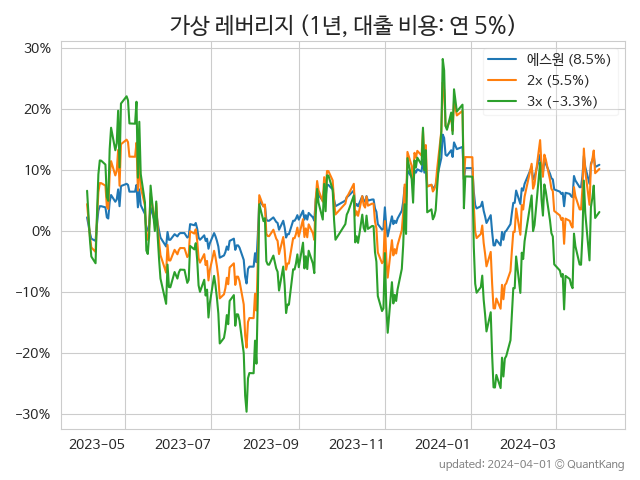 가상 레버리지 (1년, 대출 비용: 연 5%)
에스원 (8.5%)
2x (5.5%)
3x (−3.3%)
30%
20%
10%
0%
−10%
−20%
−30%
2023-05 2023-07 2023-09 2023-11 2024-01 2024-03
updated: 2024-04-01 © QuantKang